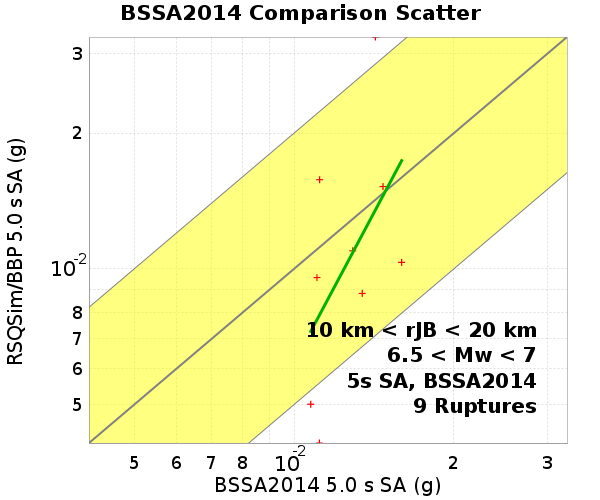 BSSA2014 Comparison Scatter
RSQSim/BBP 5.0 s SA (g)
3
2
10^-2
8
7
6
5
10 km < rJB < 20 km
6.5 < Mw < 7
5s SA, BSSA2014
9 Ruptures
5 6 7 8 10^-2 2 3
BSSA2014 5.0 s SA (g)